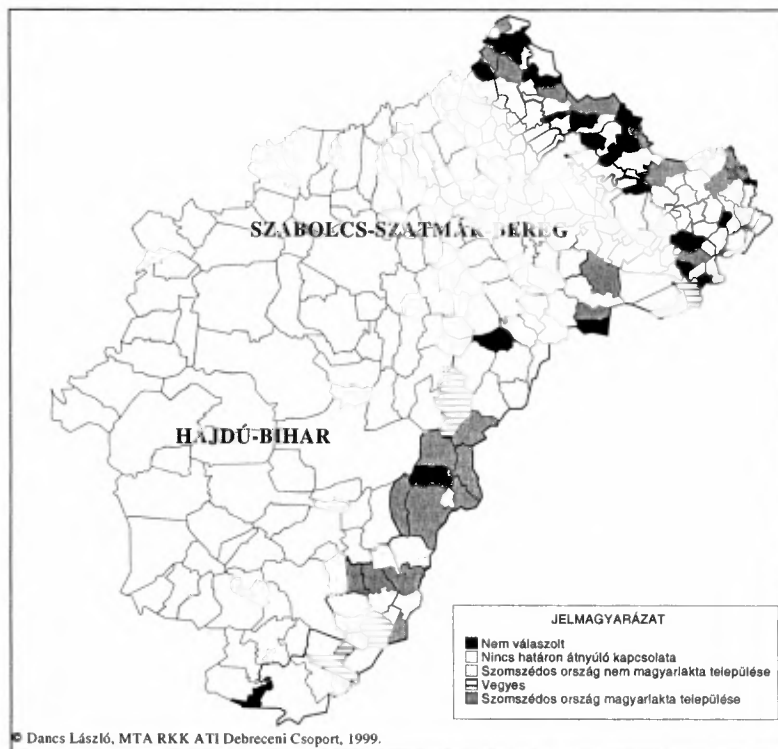 SZABOLCS-SZATMÁR-BEREG
HAJDÚ-BIHAR
JELMAGYARÁZAT
Nem válaszolt
Nincs határon átnyúló kapcsolata
Szomszédos ország nem magyarlakta települése
Vegyes
Szomszédos ország magyarlakta települése
© Dancs László, MTA RKK ATI Debreceni Csoport, 1999.